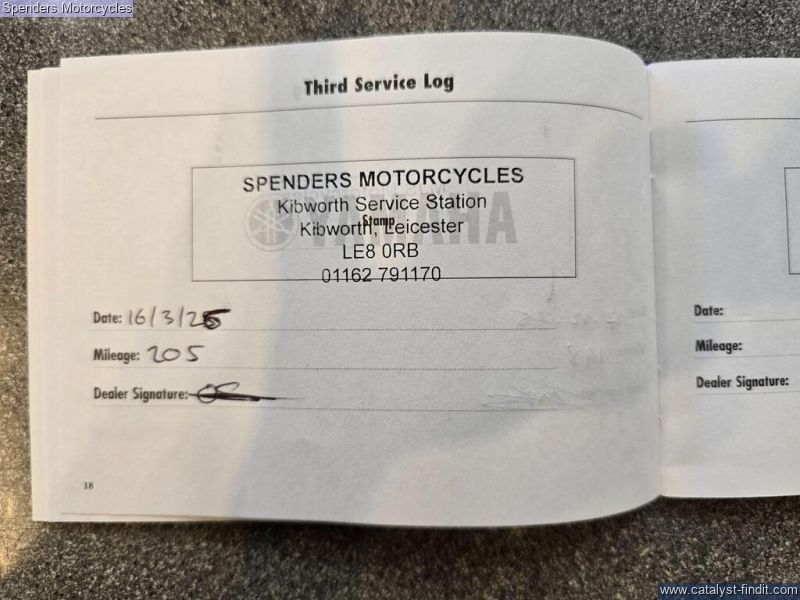 Spenders Motorcycles
Third Service Log
SPENDERS MOTORCYCLES
Kibworth Service Station
Stamp
Kibworth, Leicester
YAMAHA
LE8 0RB
01162 791170
Date: 16/3/25
Mileage: 205
Dealer Signature:
18
Date:
Mileage:
Dealer Signature:
www.catalyst-findit.com